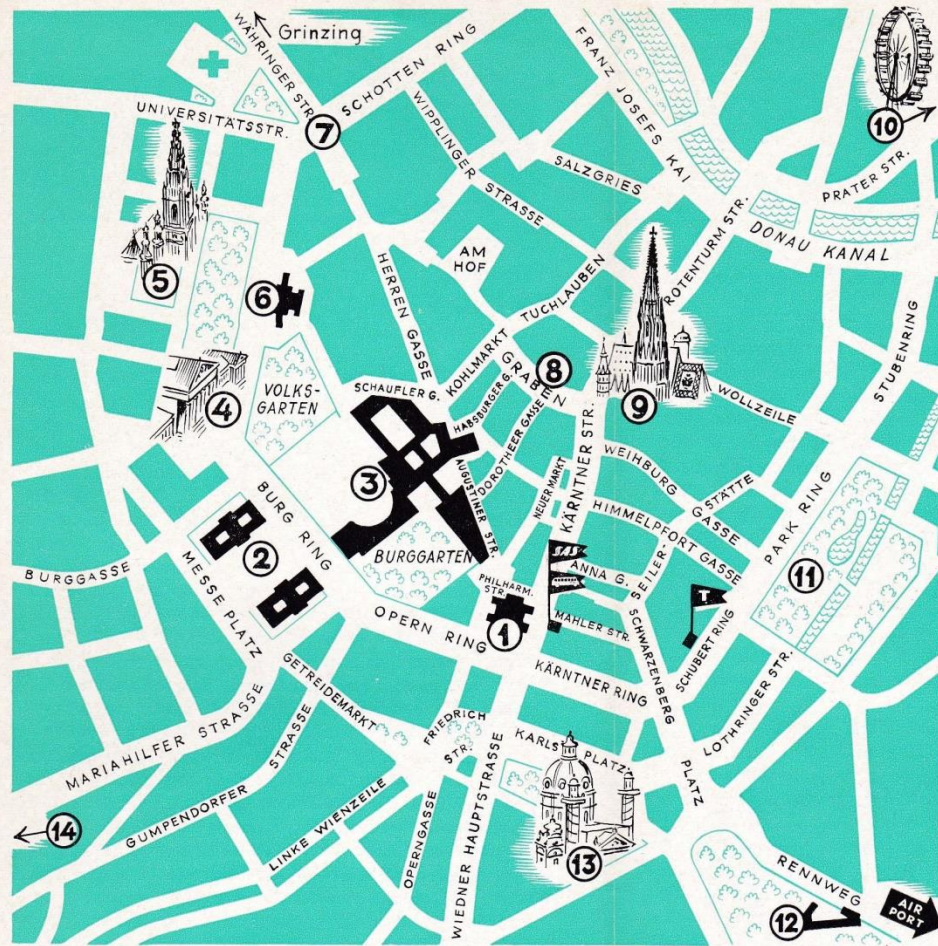 Grinzing
WÄHRINGER STR.
SCHOTTEN RING
FRANZ JOSEFS KAI
10
UNIVERSITÄTSSTR.
7
WIPPLINGER STRASSE
SALZGRIES
PRATER STR.
DONAU KANAL
ROTENTURM STR.
AM
HOF
5
6
HERREN GASSE
TUCHLAUBEN
STUBENRING
4
VOLKS-
GARTEN
SCHAUFLER G.
KOHLMARKT
GRABEN
8
9
WOLLZEILE
HABSBURGER G.
DOROTHEER GASSE
3
AUGUSTINER STR.
NEUER MARKT
KÄRNTNER STR.
WEIHBURG GASSE
HIMMELPFORT GASSE
SEILERSTÄTTE
PARK RING
BURG RING
2
BURGGARTEN
SAS
ANNA G.
11
BURGGASSE
MESSE PLATZ
PHILHARM.
STR.
1
MAHLER STR.
T
SCHUBERT RING
OPERN RING
KÄRNTNER RING
SCHWARZENBERG PLATZ
LOTHRINGER STR.
GETREIDEMARKT
MARIAHILFER STRASSE
FRIEDRICH
STR.
KARLS PLATZ
14
GUMPENDORFER STRASSE
LINKE WIENZEILE
OPERNGASSE
WIEDNER HAUPTSTRASSE
13
RENNWEG
12
AIR
PORT